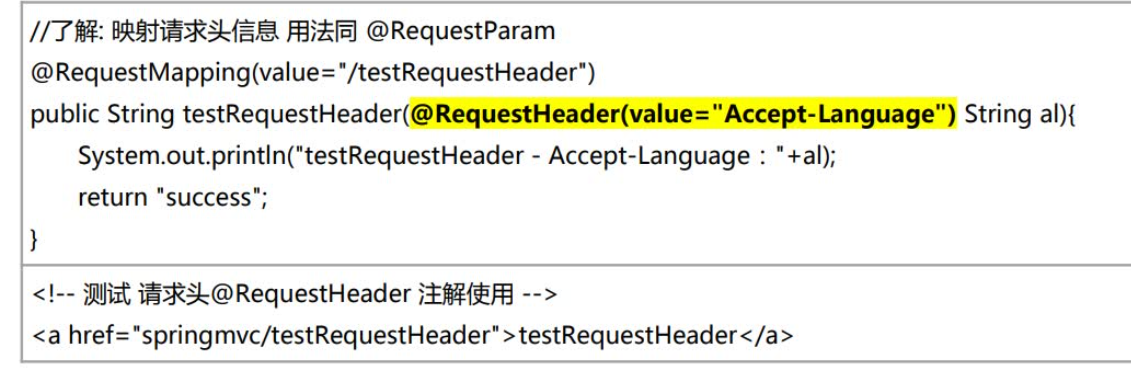 //了解: 映射请求头信息 用法同 @RequestParam
@RequestMapping(value="/testRequestHeader")
public String testRequestHeader(@RequestHeader(value="Accept-Language") String al){
System.out.println("testRequestHeader - Accept-Language："+al);
return "success";
}
<!-- 测试 请求头@RequestHeader 注解使用 -->
<a href="springmvc/testRequestHeader">testRequestHeader</a>